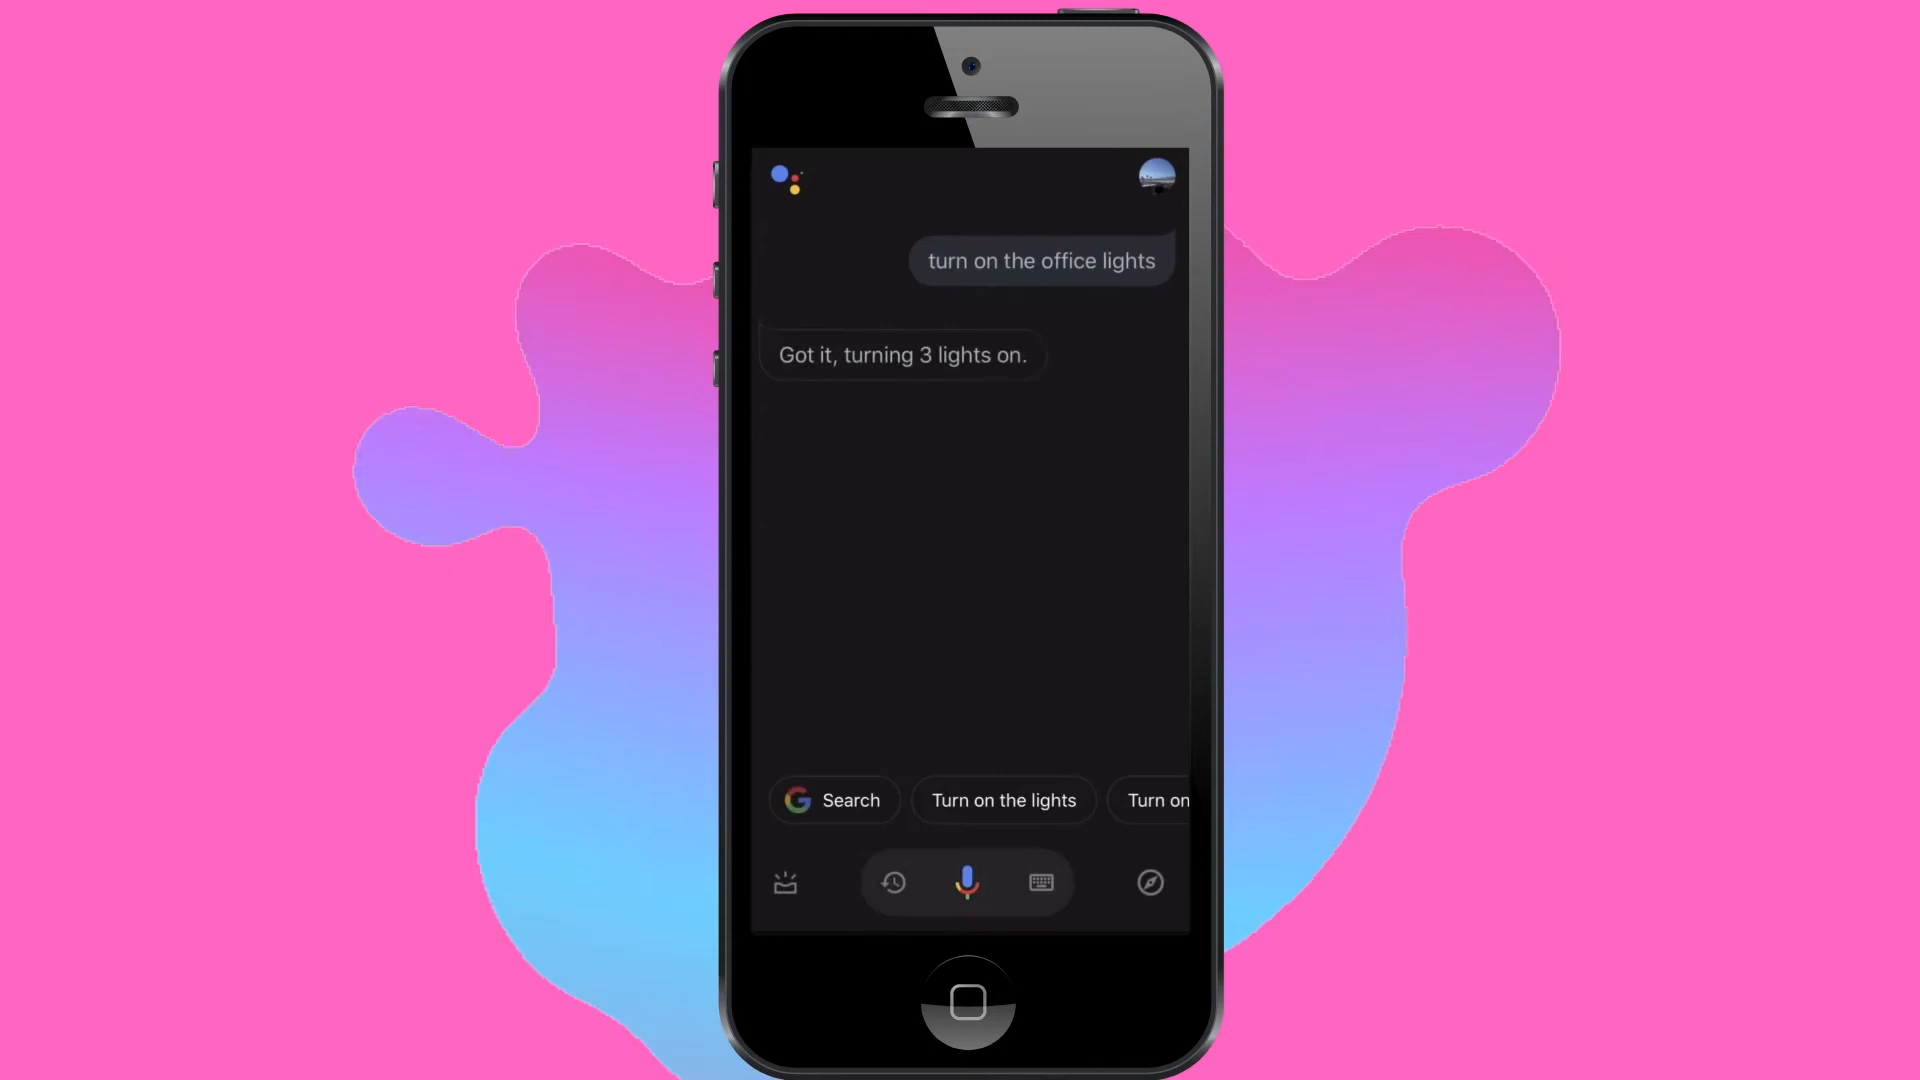 turn on the office lights
Got it, turning 3 lights on.
Search
Turn on the lights
Turn on